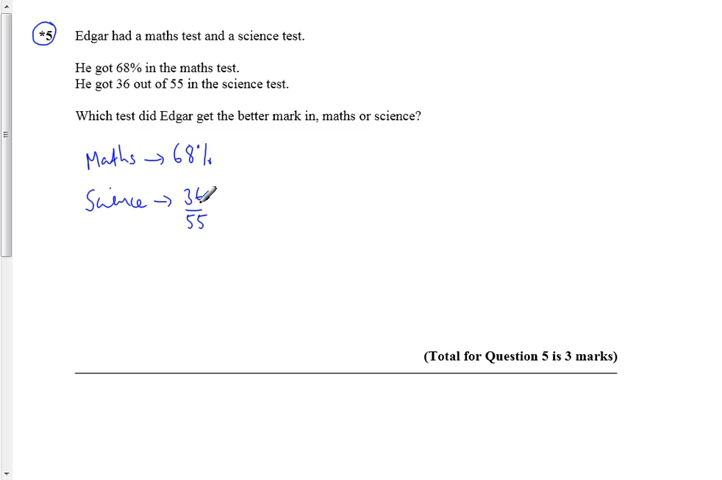 *5 Edgar had a maths test and a science test.
He got 68% in the maths test.
He got 36 out of 55 in the science test.
Which test did Edgar get the better mark in, maths or science?
Maths → 68%
Science → 36
55
(Total for Question 5 is 3 marks)